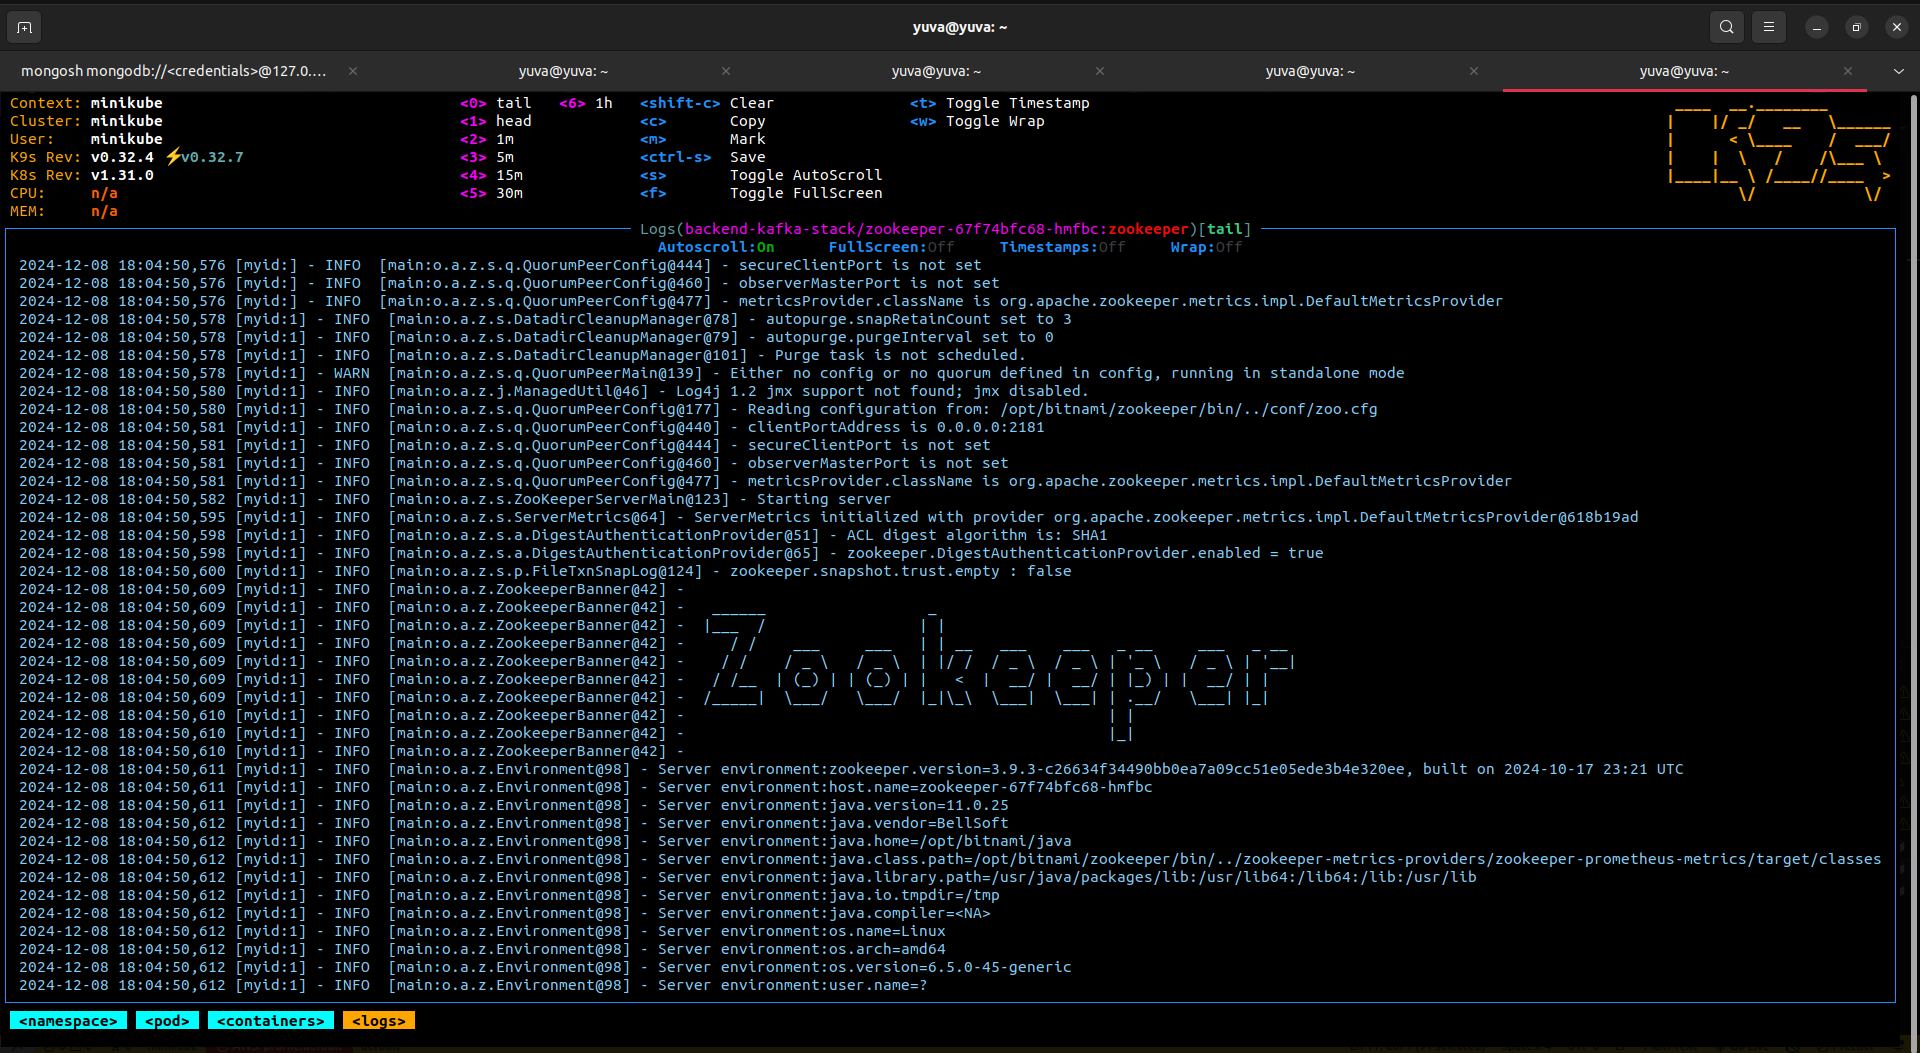 yuva@yuva: ~
mongosh mongodb://<credentials>@127.0.… × yuva@yuva: ~ × yuva@yuva: ~ × yuva@yuva: ~ × yuva@yuva: ~ ×
Context: minikube <0> tail <6> 1h <shift-c> Clear <t> Toggle Timestamp
Cluster: minikube <1> head <c> Copy <w> Toggle Wrap
User: minikube <2> 1m <m> Mark
K9s Rev: v0.32.4 ⚡v0.32.7 <3> 5m <ctrl-s> Save
K8s Rev: v1.31.0 <4> 15m <s> Toggle AutoScroll
CPU: n/a <5> 30m <f> Toggle FullScreen
MEM: n/a
K9s
Logs(backend-kafka-stack/zookeeper-67f74bfc68-hmfbc:zookeeper)[tail]
Autoscroll:On FullScreen:Off Timestamps:Off Wrap:Off
2024-12-08 18:04:50,576 [myid:] - INFO [main:o.a.z.s.q.QuorumPeerConfig@444] - secureClientPort is not set
2024-12-08 18:04:50,576 [myid:] - INFO [main:o.a.z.s.q.QuorumPeerConfig@460] - observerMasterPort is not set
2024-12-08 18:04:50,576 [myid:] - INFO [main:o.a.z.s.q.QuorumPeerConfig@477] - metricsProvider.className is org.apache.zookeeper.metrics.impl.DefaultMetricsProvider
2024-12-08 18:04:50,578 [myid:1] - INFO [main:o.a.z.s.DatadirCleanupManager@78] - autopurge.snapRetainCount set to 3
2024-12-08 18:04:50,578 [myid:1] - INFO [main:o.a.z.s.DatadirCleanupManager@79] - autopurge.purgeInterval set to 0
2024-12-08 18:04:50,578 [myid:1] - INFO [main:o.a.z.s.DatadirCleanupManager@101] - Purge task is not scheduled.
2024-12-08 18:04:50,578 [myid:1] - WARN [main:o.a.z.s.q.QuorumPeerMain@139] - Either no config or no quorum defined in config, running in standalone mode
2024-12-08 18:04:50,580 [myid:1] - INFO [main:o.a.z.j.ManagedUtil@46] - Log4j 1.2 jmx support not found; jmx disabled.
2024-12-08 18:04:50,580 [myid:1] - INFO [main:o.a.z.s.q.QuorumPeerConfig@177] - Reading configuration from: /opt/bitnami/zookeeper/bin/../conf/zoo.cfg
2024-12-08 18:04:50,581 [myid:1] - INFO [main:o.a.z.s.q.QuorumPeerConfig@440] - clientPortAddress is 0.0.0.0:2181
2024-12-08 18:04:50,581 [myid:1] - INFO [main:o.a.z.s.q.QuorumPeerConfig@444] - secureClientPort is not set
2024-12-08 18:04:50,581 [myid:1] - INFO [main:o.a.z.s.q.QuorumPeerConfig@460] - observerMasterPort is not set
2024-12-08 18:04:50,581 [myid:1] - INFO [main:o.a.z.s.q.QuorumPeerConfig@477] - metricsProvider.className is org.apache.zookeeper.metrics.impl.DefaultMetricsProvider
2024-12-08 18:04:50,582 [myid:1] - INFO [main:o.a.z.s.ZooKeeperServerMain@123] - Starting server
2024-12-08 18:04:50,595 [myid:1] - INFO [main:o.a.z.s.ServerMetrics@64] - ServerMetrics initialized with provider org.apache.zookeeper.metrics.impl.DefaultMetricsProvider@618b19ad
2024-12-08 18:04:50,598 [myid:1] - INFO [main:o.a.z.s.a.DigestAuthenticationProvider@51] - ACL digest algorithm is: SHA1
2024-12-08 18:04:50,598 [myid:1] - INFO [main:o.a.z.s.a.DigestAuthenticationProvider@65] - zookeeper.DigestAuthenticationProvider.enabled = true
2024-12-08 18:04:50,600 [myid:1] - INFO [main:o.a.z.s.p.FileTxnSnapLog@124] - zookeeper.snapshot.trust.empty : false
2024-12-08 18:04:50,609 [myid:1] - INFO [main:o.a.z.ZookeeperBanner@42] -
2024-12-08 18:04:50,609 [myid:1] - INFO [main:o.a.z.ZookeeperBanner@42] -
2024-12-08 18:04:50,609 [myid:1] - INFO [main:o.a.z.ZookeeperBanner@42] -
2024-12-08 18:04:50,609 [myid:1] - INFO [main:o.a.z.ZookeeperBanner@42] -
2024-12-08 18:04:50,609 [myid:1] - INFO [main:o.a.z.ZookeeperBanner@42] - Zookeeper
2024-12-08 18:04:50,609 [myid:1] - INFO [main:o.a.z.ZookeeperBanner@42] -
2024-12-08 18:04:50,609 [myid:1] - INFO [main:o.a.z.ZookeeperBanner@42] -
2024-12-08 18:04:50,610 [myid:1] - INFO [main:o.a.z.ZookeeperBanner@42] -
2024-12-08 18:04:50,610 [myid:1] - INFO [main:o.a.z.ZookeeperBanner@42] -
2024-12-08 18:04:50,610 [myid:1] - INFO [main:o.a.z.ZookeeperBanner@42] -
2024-12-08 18:04:50,611 [myid:1] - INFO [main:o.a.z.Environment@98] - Server environment:zookeeper.version=3.9.3-c26634f34490bb0ea7a09cc51e05ede3b4e320ee, built on 2024-10-17 23:21 UTC
2024-12-08 18:04:50,611 [myid:1] - INFO [main:o.a.z.Environment@98] - Server environment:host.name=zookeeper-67f74bfc68-hmfbc
2024-12-08 18:04:50,611 [myid:1] - INFO [main:o.a.z.Environment@98] - Server environment:java.version=11.0.25
2024-12-08 18:04:50,612 [myid:1] - INFO [main:o.a.z.Environment@98] - Server environment:java.vendor=BellSoft
2024-12-08 18:04:50,612 [myid:1] - INFO [main:o.a.z.Environment@98] - Server environment:java.home=/opt/bitnami/java
2024-12-08 18:04:50,612 [myid:1] - INFO [main:o.a.z.Environment@98] - Server environment:java.class.path=/opt/bitnami/zookeeper/bin/../zookeeper-metrics-providers/zookeeper-prometheus-metrics/target/classes
2024-12-08 18:04:50,612 [myid:1] - INFO [main:o.a.z.Environment@98] - Server environment:java.library.path=/usr/java/packages/lib:/usr/lib64:/lib64:/lib:/usr/lib
2024-12-08 18:04:50,612 [myid:1] - INFO [main:o.a.z.Environment@98] - Server environment:java.io.tmpdir=/tmp
2024-12-08 18:04:50,612 [myid:1] - INFO [main:o.a.z.Environment@98] - Server environment:java.compiler=<NA>
2024-12-08 18:04:50,612 [myid:1] - INFO [main:o.a.z.Environment@98] - Server environment:os.name=Linux
2024-12-08 18:04:50,612 [myid:1] - INFO [main:o.a.z.Environment@98] - Server environment:os.arch=amd64
2024-12-08 18:04:50,612 [myid:1] - INFO [main:o.a.z.Environment@98] - Server environment:os.version=6.5.0-45-generic
2024-12-08 18:04:50,612 [myid:1] - INFO [main:o.a.z.Environment@98] - Server environment:user.name=?
<namespace> <pod> <containers> <logs>